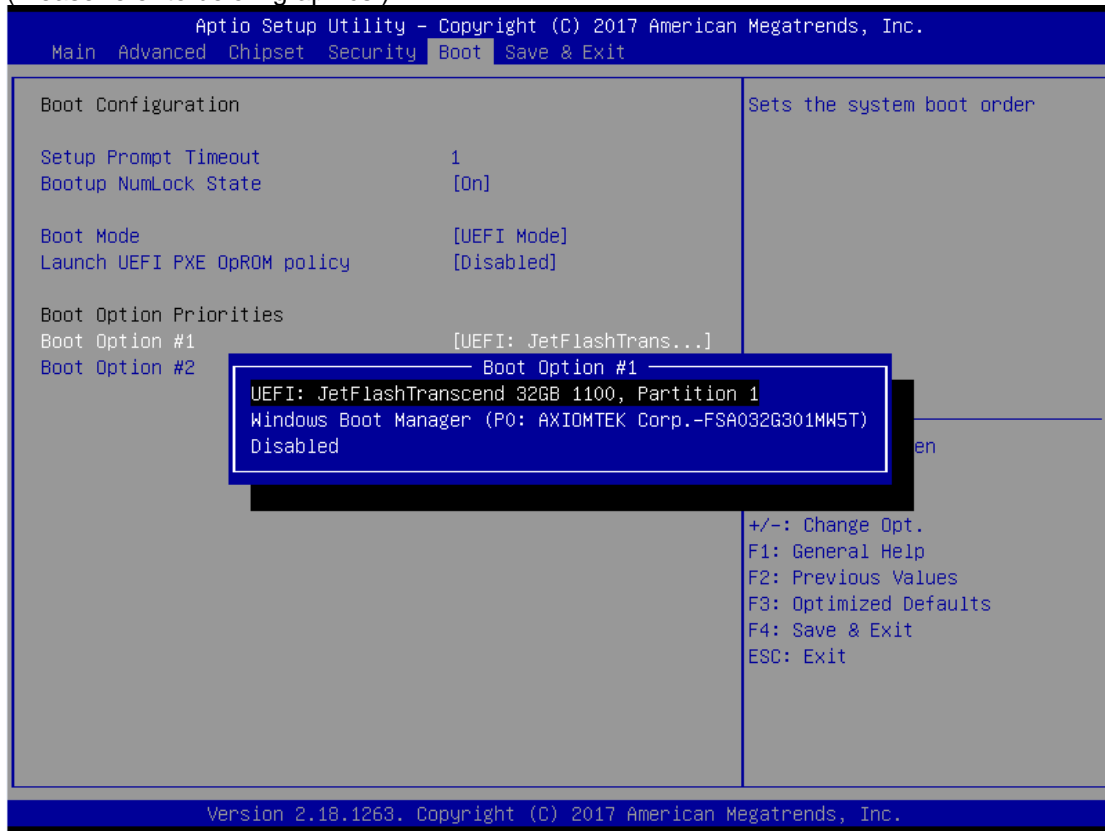 Aptio Setup Utility – Copyright (C) 2017 American Megatrends, Inc.
Main Advanced Chipset Security Boot Save & Exit
Boot Configuration
Setup Prompt Timeout 1
Bootup NumLock State [On]
Boot Mode [UEFI Mode]
Launch UEFI PXE OpROM policy [Disabled]
Boot Option Priorities
Boot Option #1 [UEFI: JetFlashTrans...]
Boot Option #2
Boot Option #1
UEFI: JetFlashTranscend 32GB 1100, Partition 1
Windows Boot Manager (P0: AXIOMTEK Corp.-FSA032G301MW5T)
Disabled
Sets the system boot order
en
+/-: Change Opt.
F1: General Help
F2: Previous Values
F3: Optimized Defaults
F4: Save & Exit
ESC: Exit
Version 2.18.1263. Copyright (C) 2017 American Megatrends, Inc.